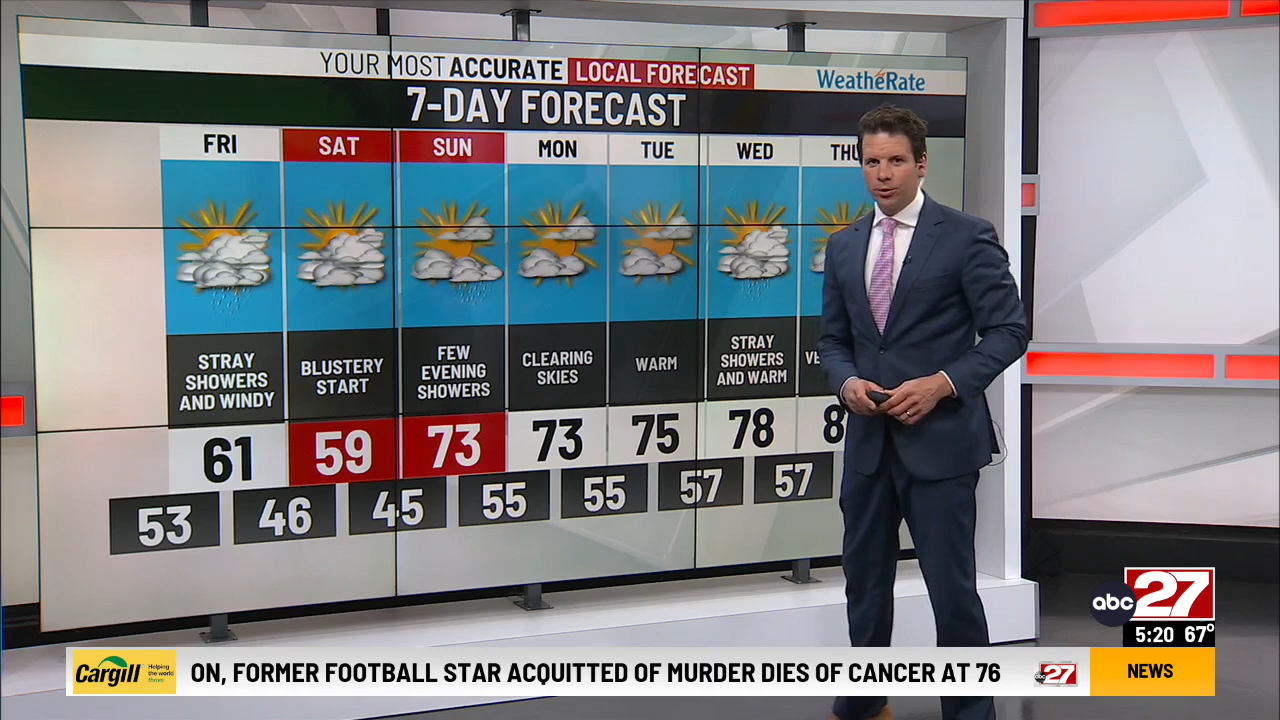 YOUR MOST ACCURATE LOCAL FORECAST
WeatheRate
7-DAY FORECAST
FRI SAT SUN MON TUE WED THU
STRAY SHOWERS AND WINDY
BLUSTERY START
FEW EVENING SHOWERS
CLEARING SKIES
WARM
STRAY SHOWERS AND WARM
61 59 73 73 75 78
53 46 45 55 55 57 57
abc 27
5:20 67°
Cargill Helping the world thrive
ON, FORMER FOOTBALL STAR ACQUITTED OF MURDER DIES OF CANCER AT 76
abc 27
NEWS